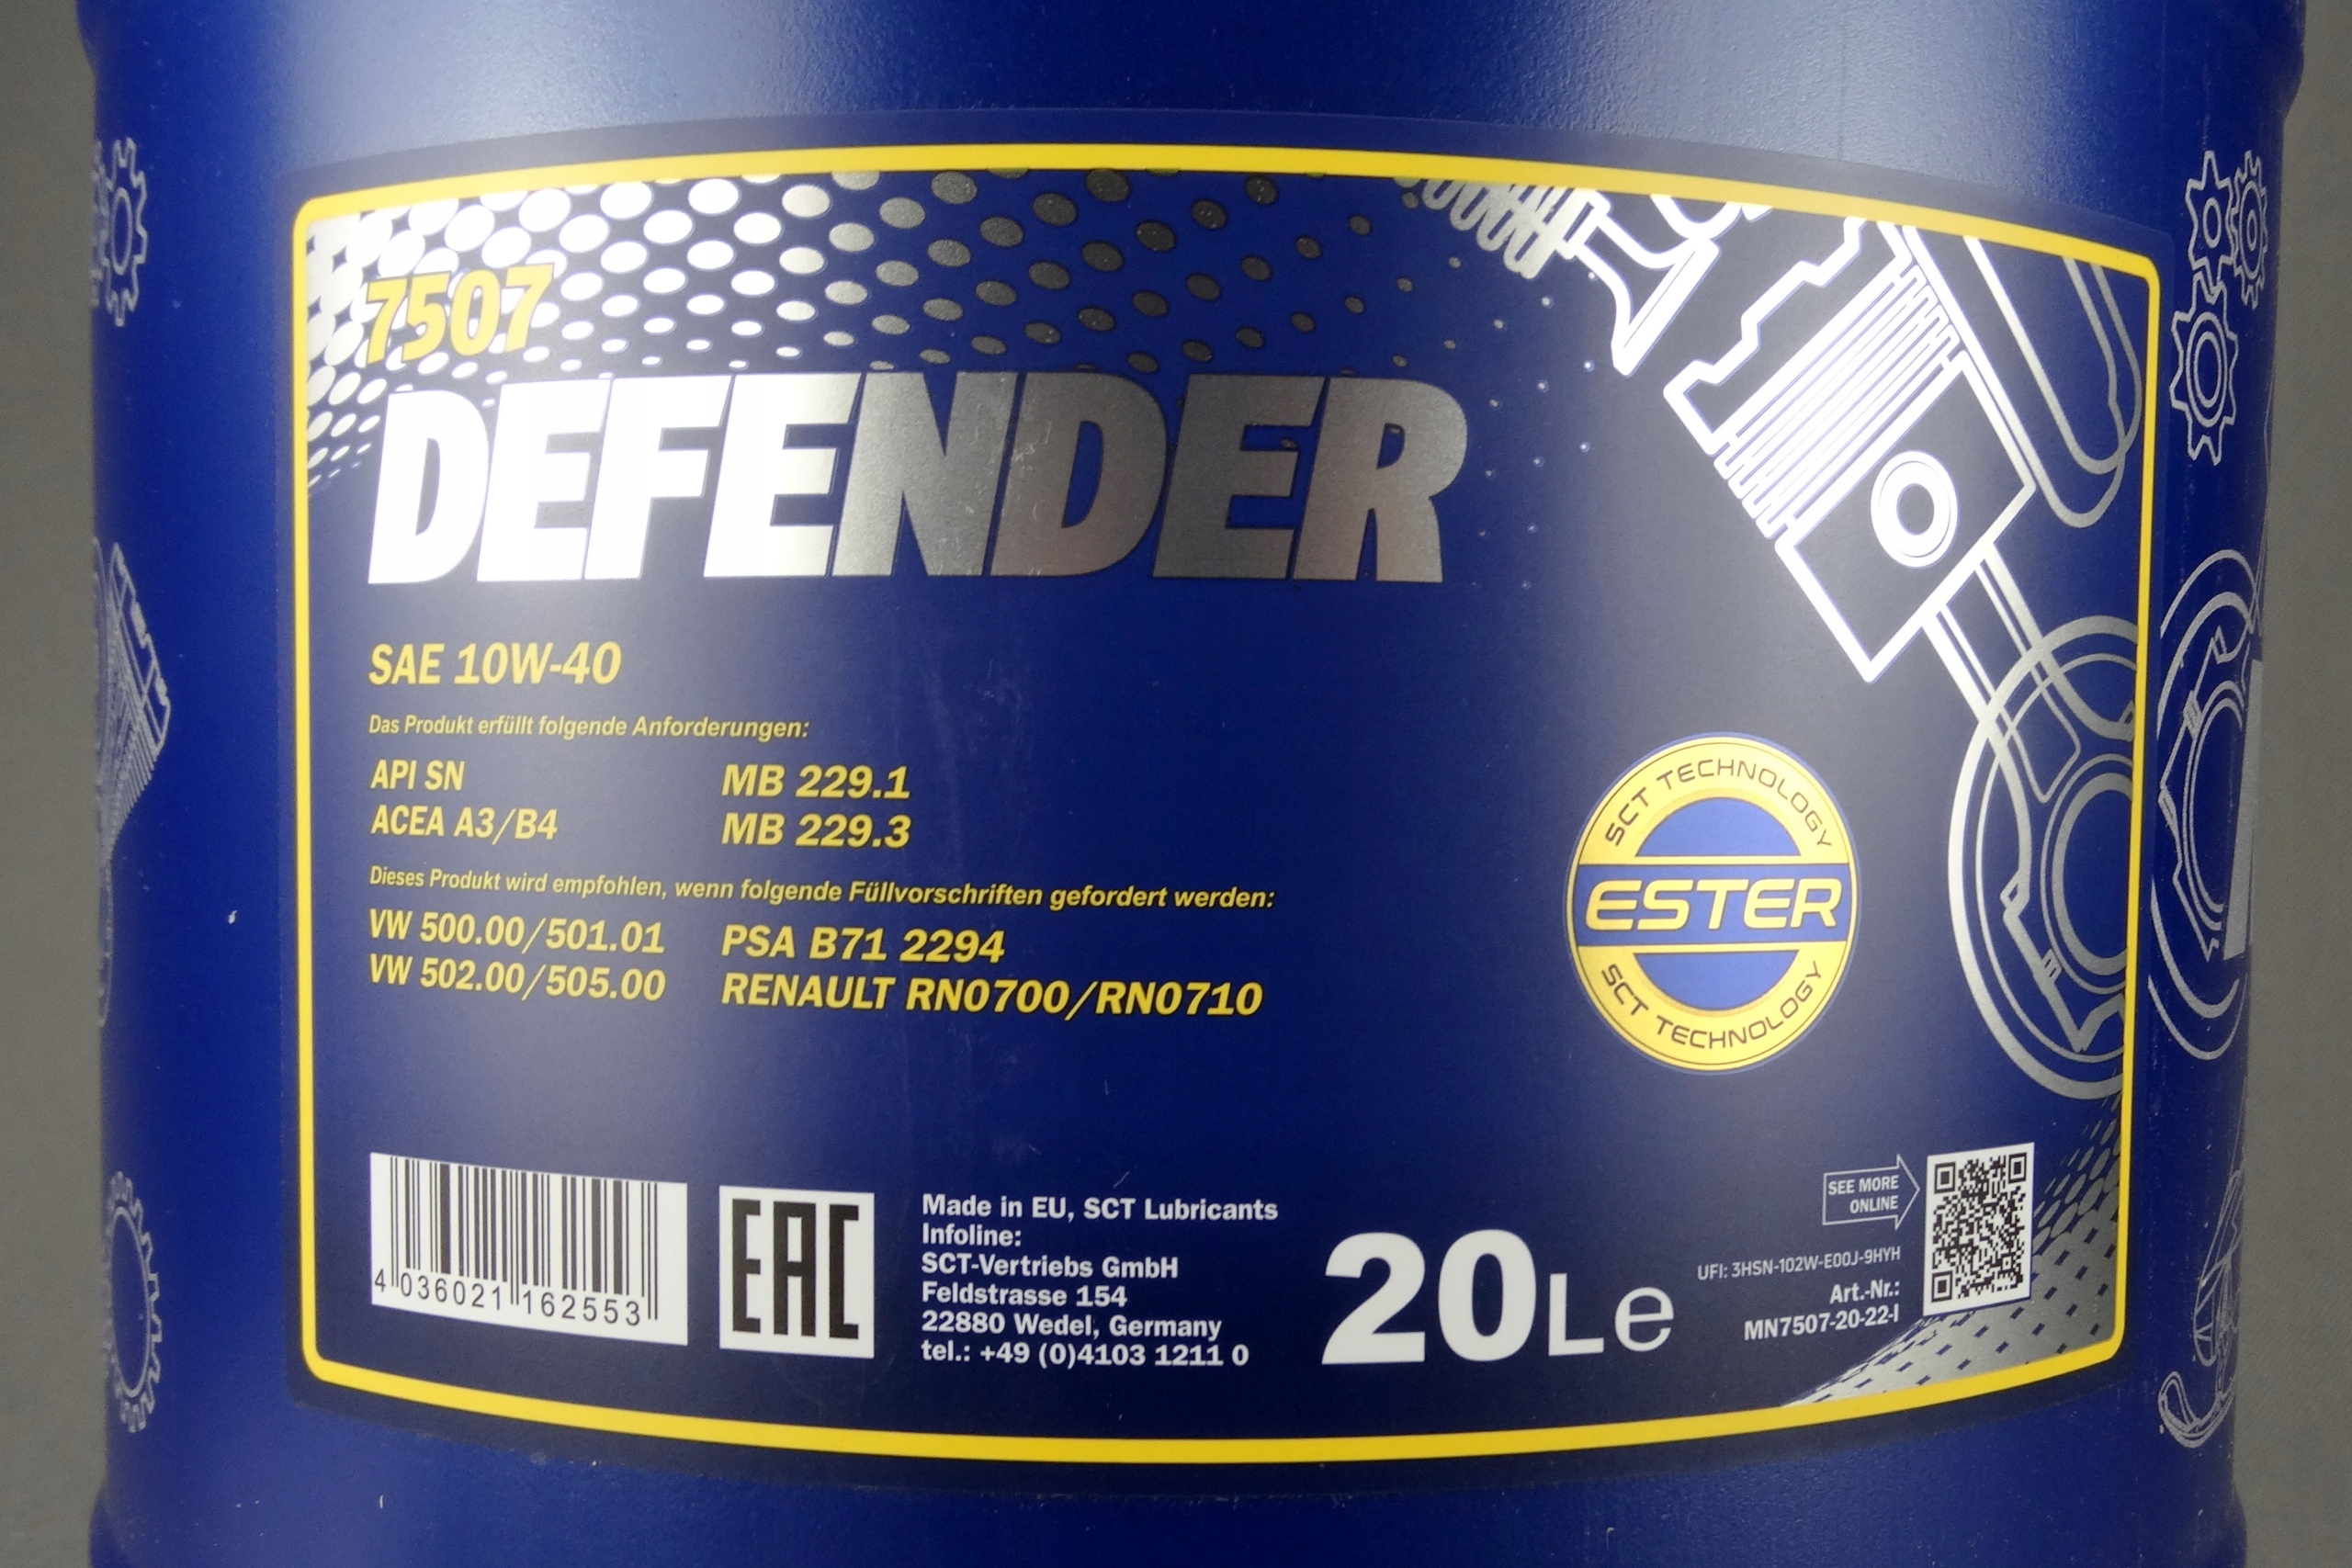 7507
DEFENDER
SAE 10W-40
Das Produkt erfüllt folgende Anforderungen:
API SN MB 229.1
ACEA A3/B4 MB 229.3
Dieses Produkt wird empfohlen, wenn folgende Füllvorschriften gefordert werden:
VW 500.00/501.01 PSA B71 2294
VW 502.00/505.00 RENAULT RN0700/RN0710
SCT TECHNOLOGY
ESTER
SCT TECHNOLOGY
4 036021 162553
EAC
Made in EU, SCT Lubricants
Infoline:
SCT-Vertriebs GmbH
Feldstrasse 154
22880 Wedel, Germany
tel.: +49 (0)4103 1211 0
20Le
SEE MORE
ONLINE
UFI: 3HSN-102W-E00J-9HYH
Art.-Nr.:
MN7507-20-22-I